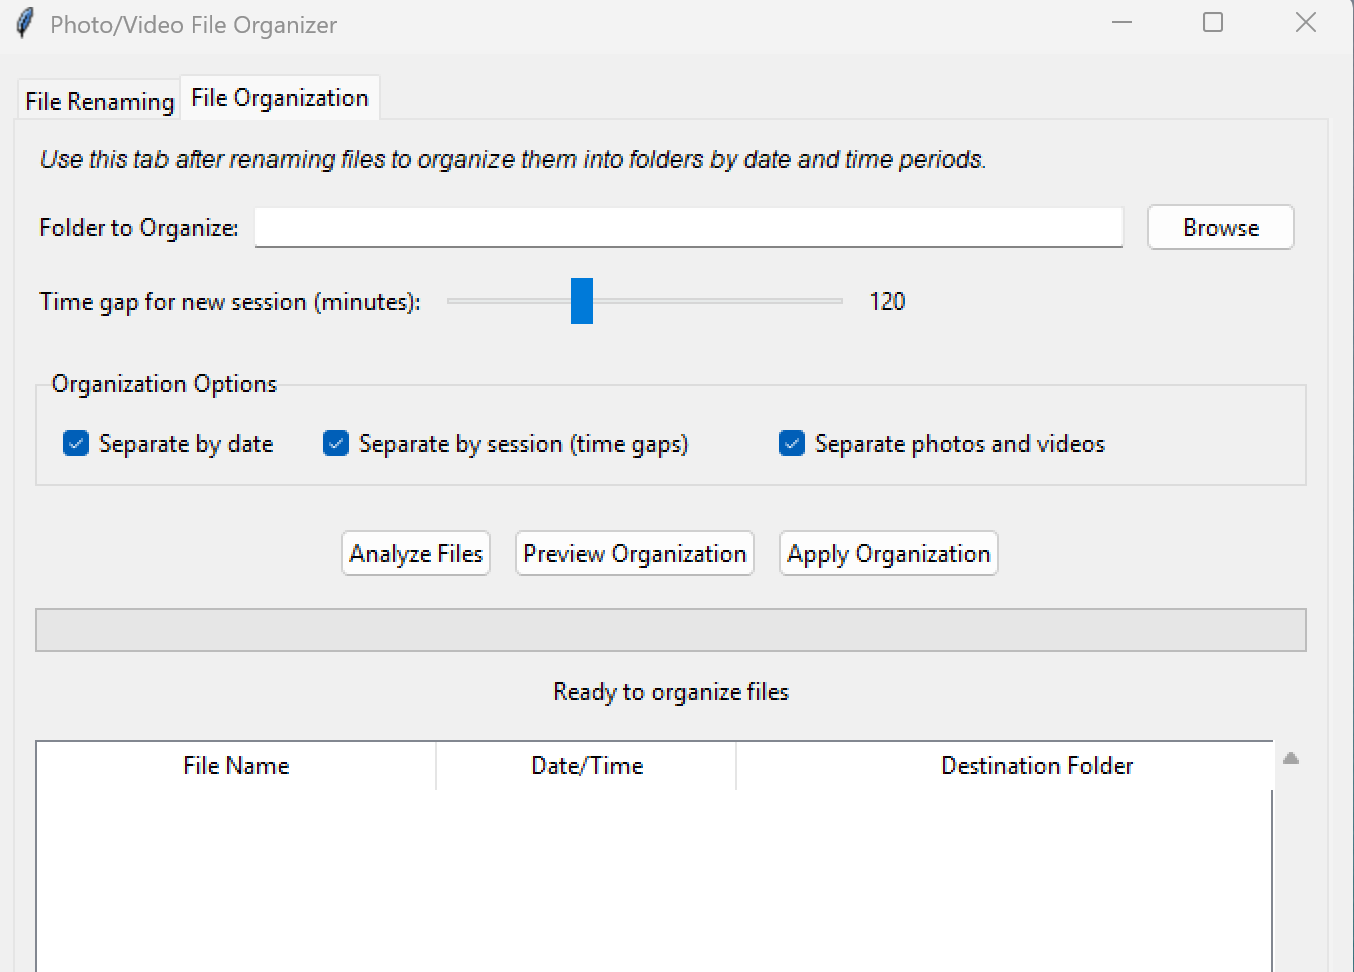 Photo/Video File Organizer
File Renaming
File Organization
Use this tab after renaming files to organize them into folders by date and time periods.
Folder to Organize:
Browse
Time gap for new session (minutes):
120
Organization Options
Separate by date
Separate by session (time gaps)
Separate photos and videos
Analyze Files
Preview Organization
Apply Organization
Ready to organize files
File Name
Date/Time
Destination Folder